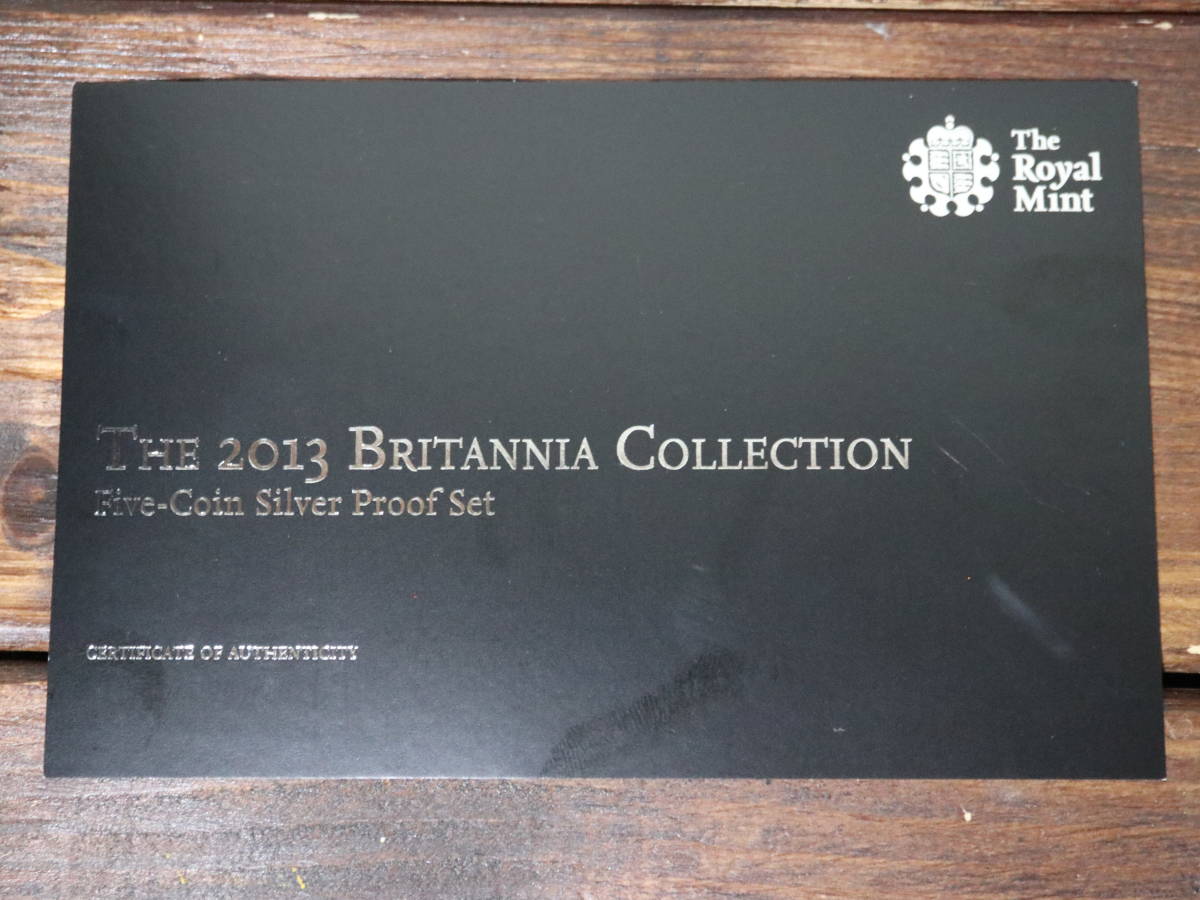 The
Royal
Mint
THE 2013 BRITANNIA COLLECTION
Five-Coin Silver Proof Set
CERTIFICATE OF AUTHENTICITY